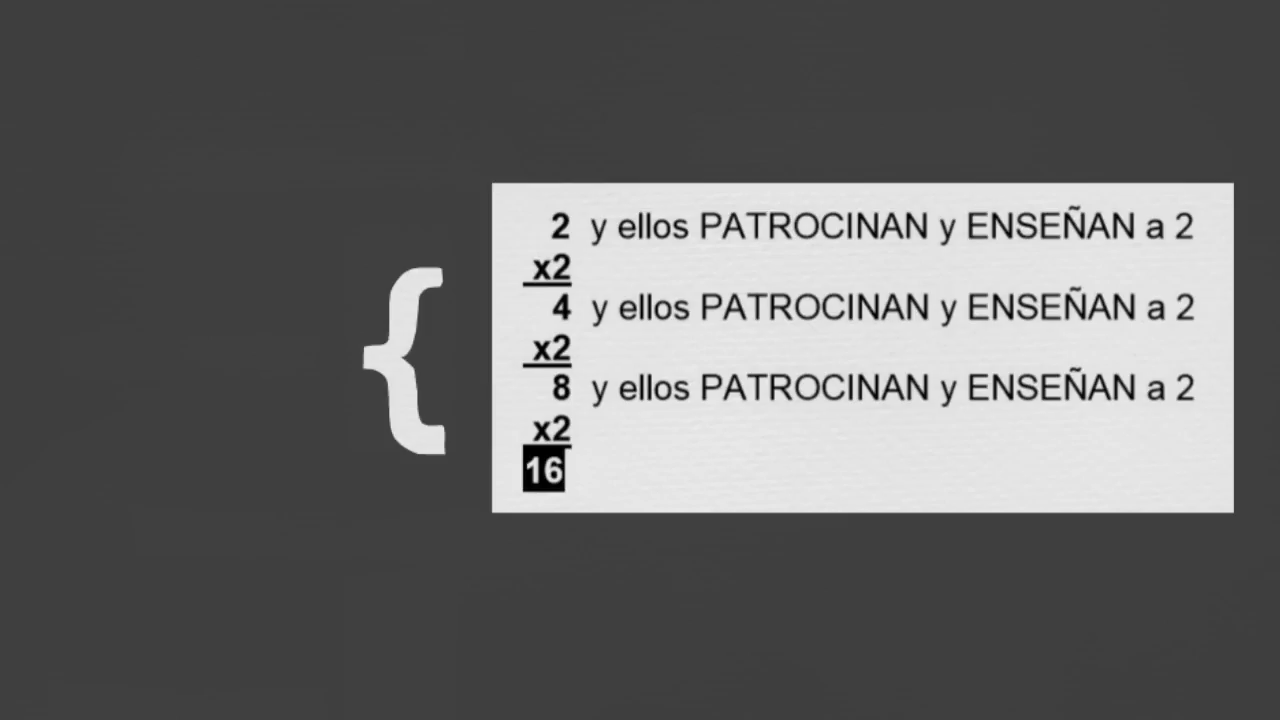 {
2 y ellos PATROCINAN y ENSEÑAN a 2
x2
4 y ellos PATROCINAN y ENSEÑAN a 2
x2
8 y ellos PATROCINAN y ENSEÑAN a 2
x2
16